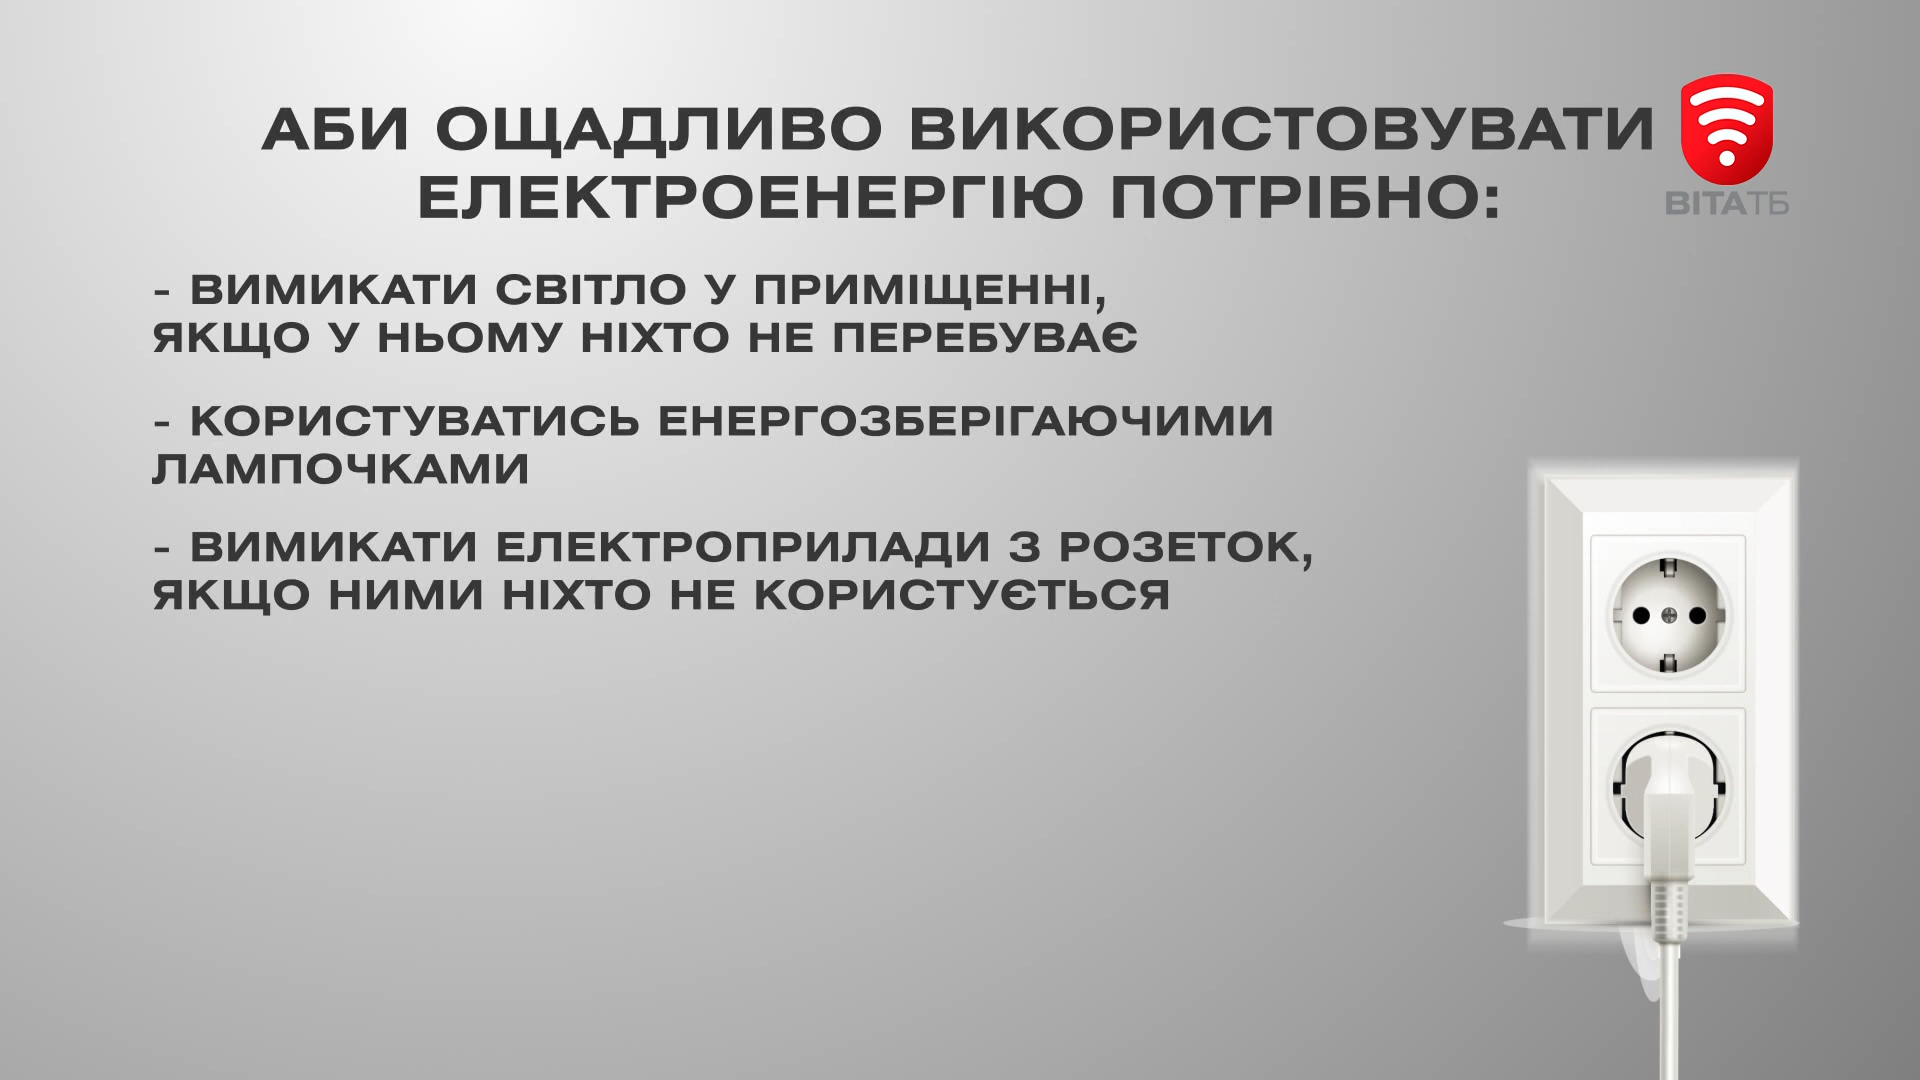 АБИ ОЩАДЛИВО ВИКОРИСТОВУВАТИ
ЕЛЕКТРОЕНЕРГІЮ ПОТРІБНО:
ВІТАТБ
- ВИМИКАТИ СВІТЛО У ПРИМІЩЕННІ,
ЯКЩО У НЬОМУ НІХТО НЕ ПЕРЕБУВАЄ
- КОРИСТУВАТИСЬ ЕНЕРГОЗБЕРІГАЮЧИМИ
ЛАМПОЧКАМИ
- ВИМИКАТИ ЕЛЕКТРОПРИЛАДИ З РОЗЕТОК,
ЯКЩО НИМИ НІХТО НЕ КОРИСТУЄТЬСЯ